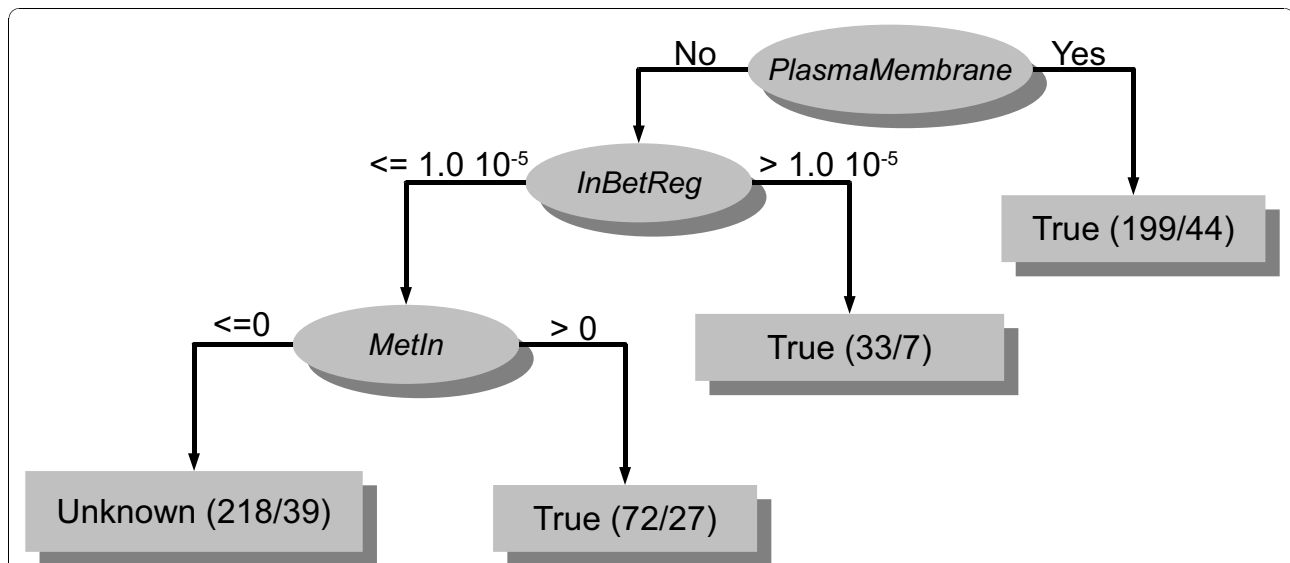 No
PlasmaMembrane
Yes
<= 1.0 10⁻⁵
InBetReg
> 1.0 10⁻⁵
True (199/44)
<=0
MetIn
> 0
True (33/7)
Unknown (218/39)
True (72/27)